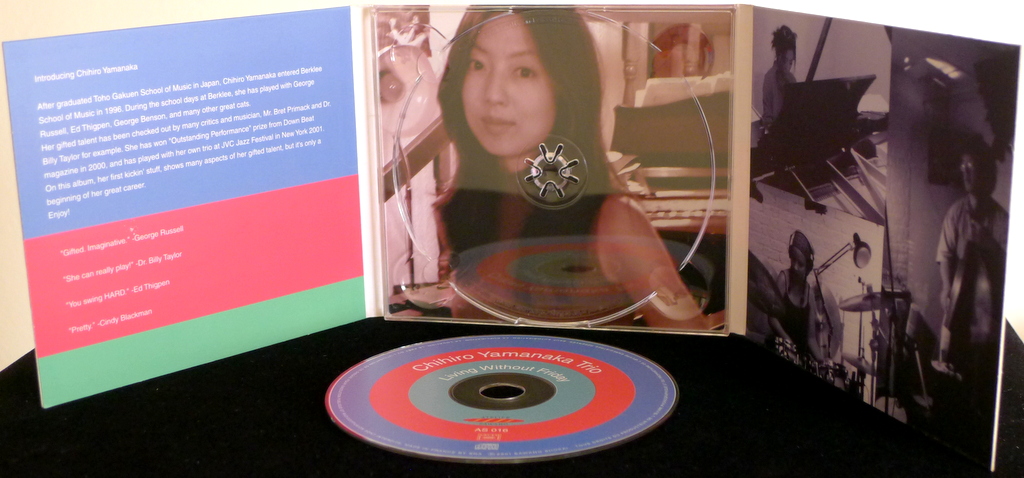 Introducing Chihiro Yamanaka
After graduated Toho Gakuen School of Music in Japan, Chihiro Yamanaka entered Berklee
School of Music in 1996. During the school days at Berklee, she has played with George
Russell, Ed Thigpen, George Benson, and many other great cats.
Her gifted talent has been checked out by many critics and musician, Mr. Bret Primack and Dr.
Billy Taylor for example. She has won "Outstanding Performance" prize from Down Beat
magazine in 2000, and has played with her own trio at JVC Jazz Festival in New York 2001.
On this album, her first kickin' stuff, shows many aspects of her gifted talent, but it's only a
beginning of her great career.
Enjoy!
"Gifted. Imaginative." -George Russell
"She can really play!" -Dr. Billy Taylor
"You swing HARD." -Ed Thigpen
"Pretty." -Cindy Blackman
Chihiro Yamanaka Trio
Living Without Friday
AS 016